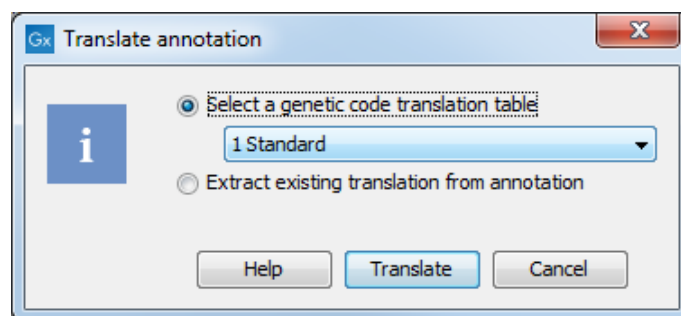 Gx Translate annotation
X
i
Select a genetic code translation table
1 Standard
Extract existing translation from annotation
Help Translate Cancel